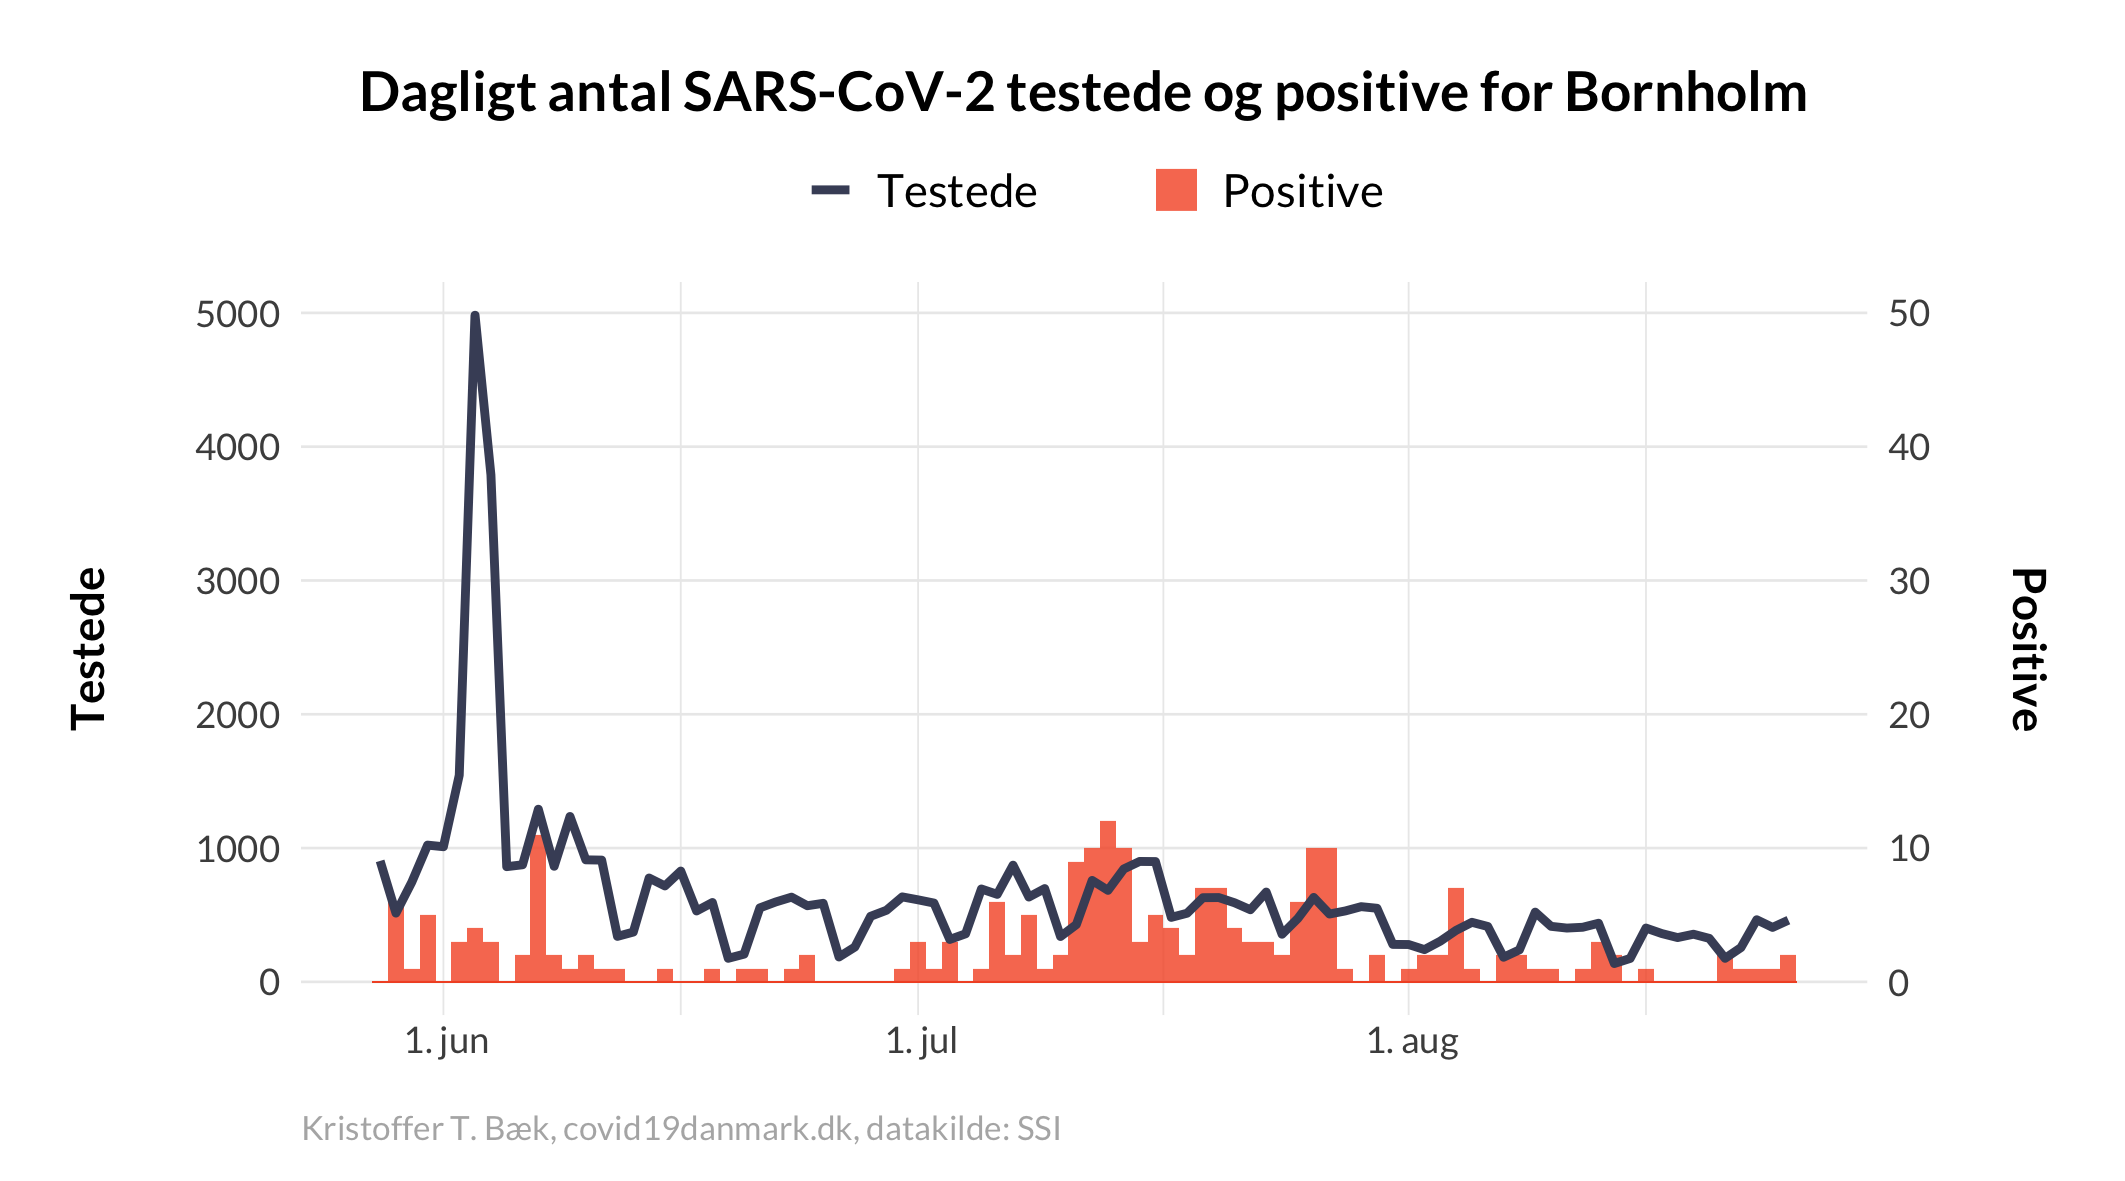 Dagligt antal SARS-CoV-2 testede og positive for Bornholm
Testede
Positive
5000
4000
3000
2000
1000
0
50
40
30
20
10
0
Testede
Positive
1. jun
1. jul
1. aug
Kristoffer T. Bæk, covid19danmark.dk, datakilde: SSI